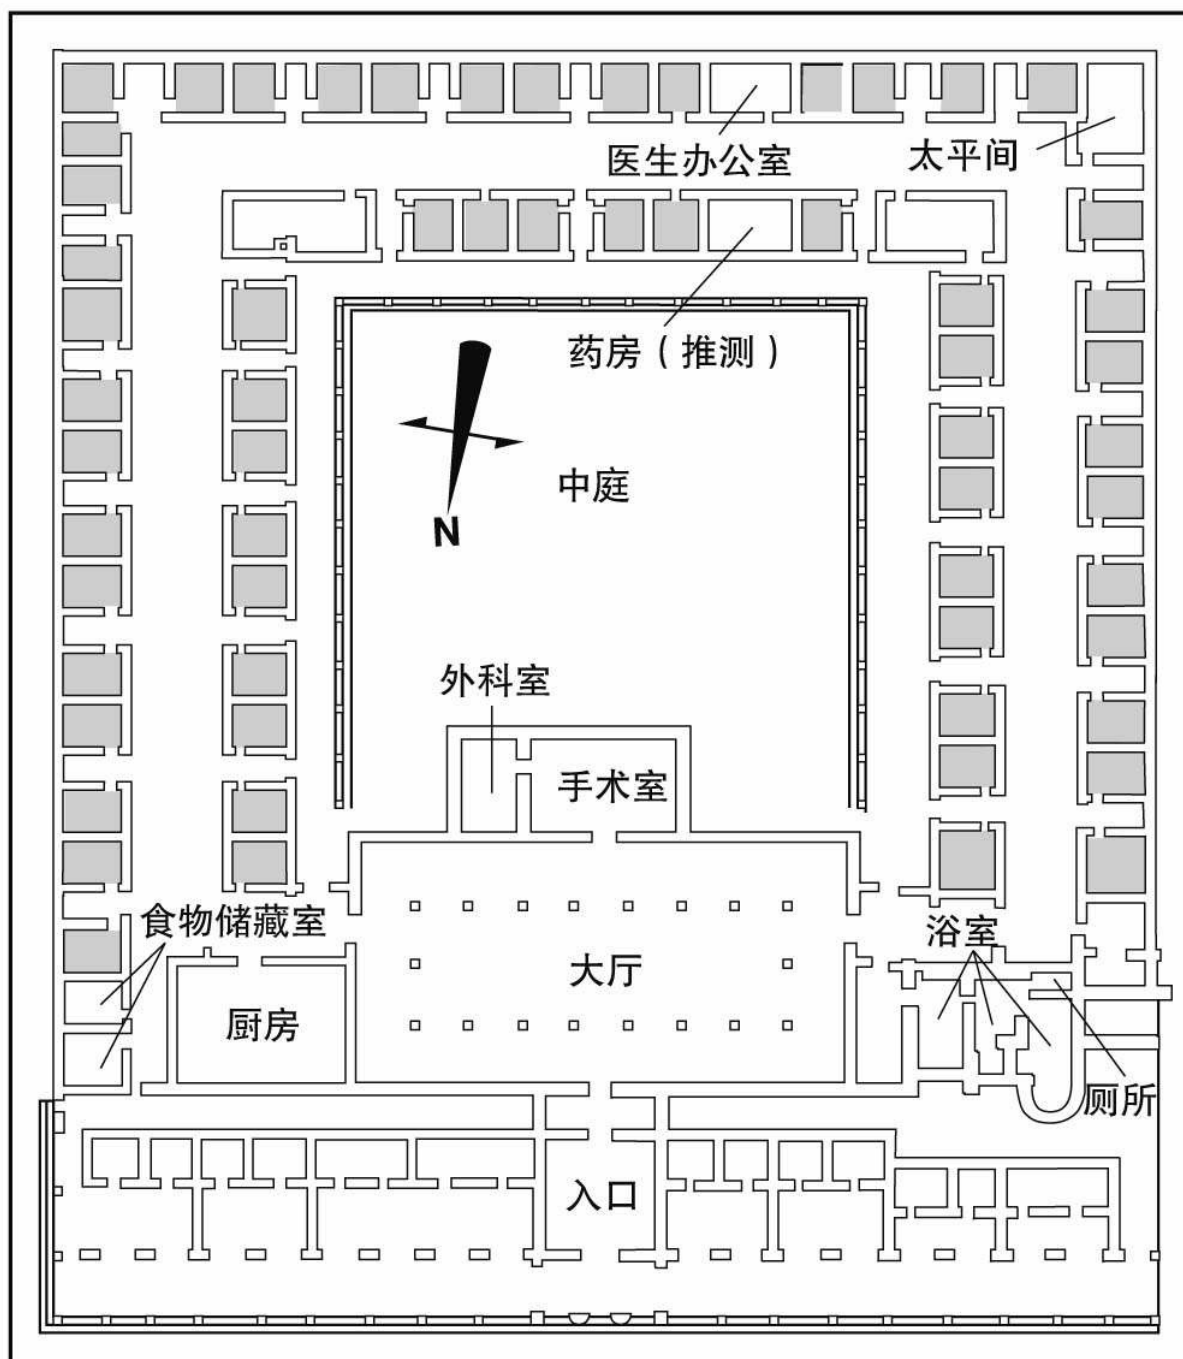 医生办公室
太平间
药房（推测）
N
中庭
外科室
手术室
食物储藏室
浴室
大厅
厨房
厕所
入口